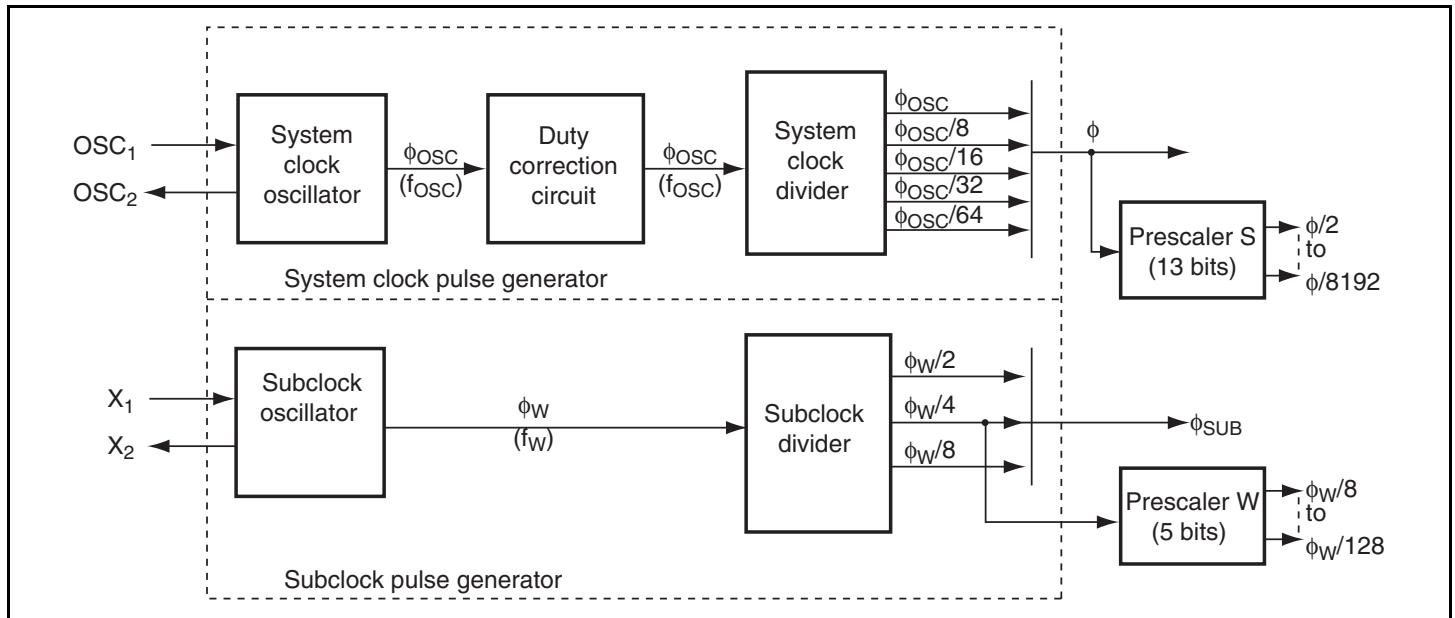 OSC1
OSC2
System
clock
oscillator
ϕOSC
(fOSC)
Duty
correction
circuit
ϕOSC
(fOSC)
System
clock
divider
ϕOSC
ϕOSC/8
ϕOSC/16
ϕOSC/32
ϕOSC/64
ϕ
Prescaler S
(13 bits)
ϕ/2
to
ϕ/8192
System clock pulse generator
X1
X2
Subclock
oscillator
ϕW
(fW)
Subclock
divider
ϕW/2
ϕW/4
ϕW/8
ϕSUB
Prescaler W
(5 bits)
ϕW/8
to
ϕW/128
Subclock pulse generator